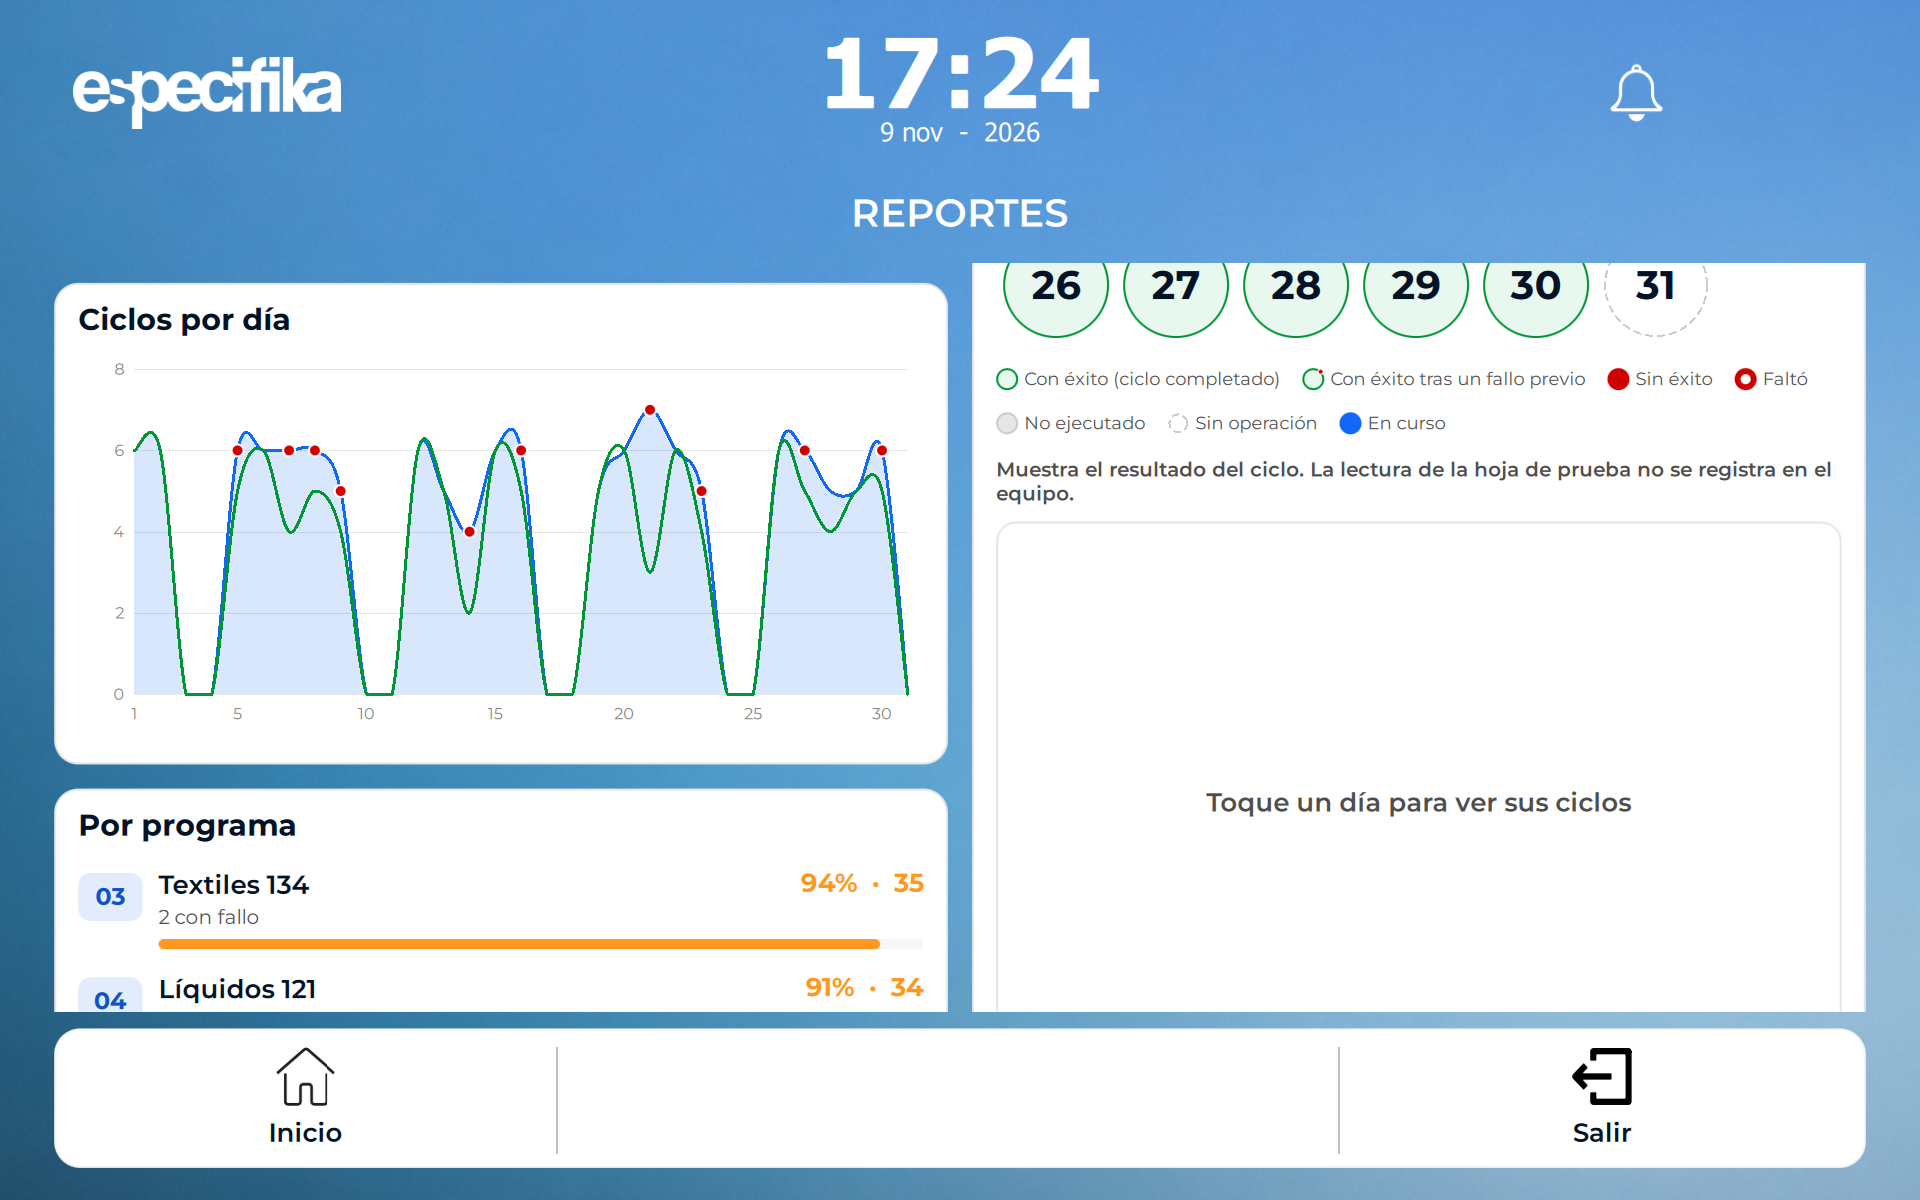 especifika
17:24
9 nov - 2026
REPORTES
Ciclos por día
8
6
4
2
0
1 5 10 15 20 25 30
Por programa
03 Textiles 134 94% · 35
2 con fallo
04 Líquidos 121 91% · 34
26 27 28 29 30 31
Con éxito (ciclo completado) Con éxito tras un fallo previo Sin éxito Faltó
No ejecutado Sin operación En curso
Muestra el resultado del ciclo. La lectura de la hoja de prueba no se registra en el
equipo.
Toque un día para ver sus ciclos
Inicio
Salir